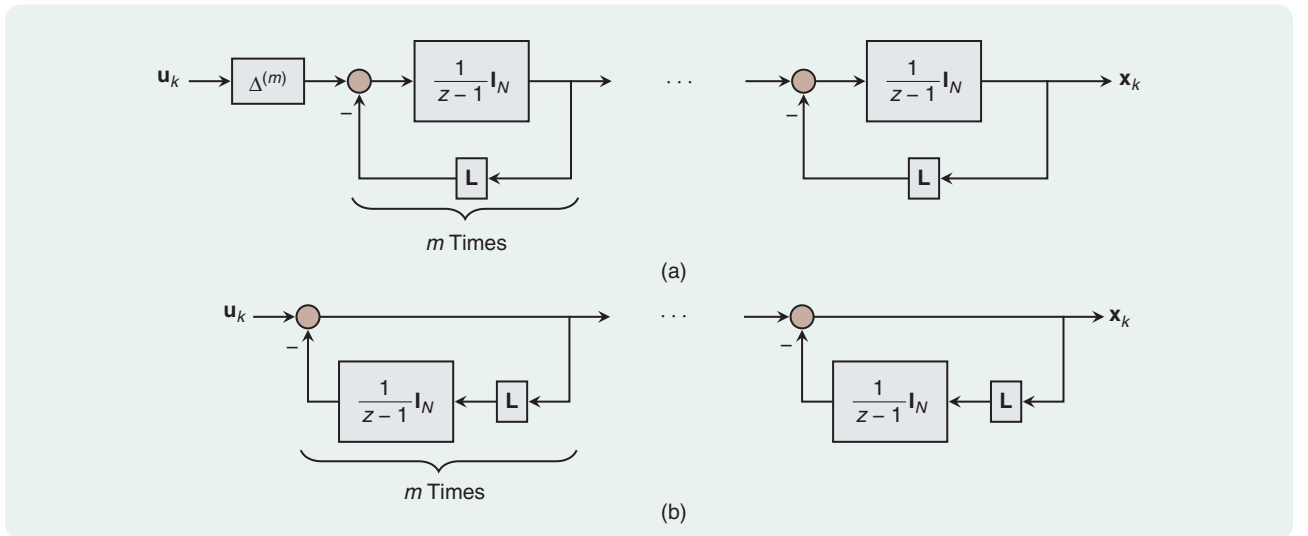 u_k Δ^(m) 1/(z − 1) I_N · · · 1/(z − 1) I_N x_k
− −
L L
m Times
(a)
u_k · · · x_k
− −
1/(z − 1) I_N L 1/(z − 1) I_N L
m Times
(b)